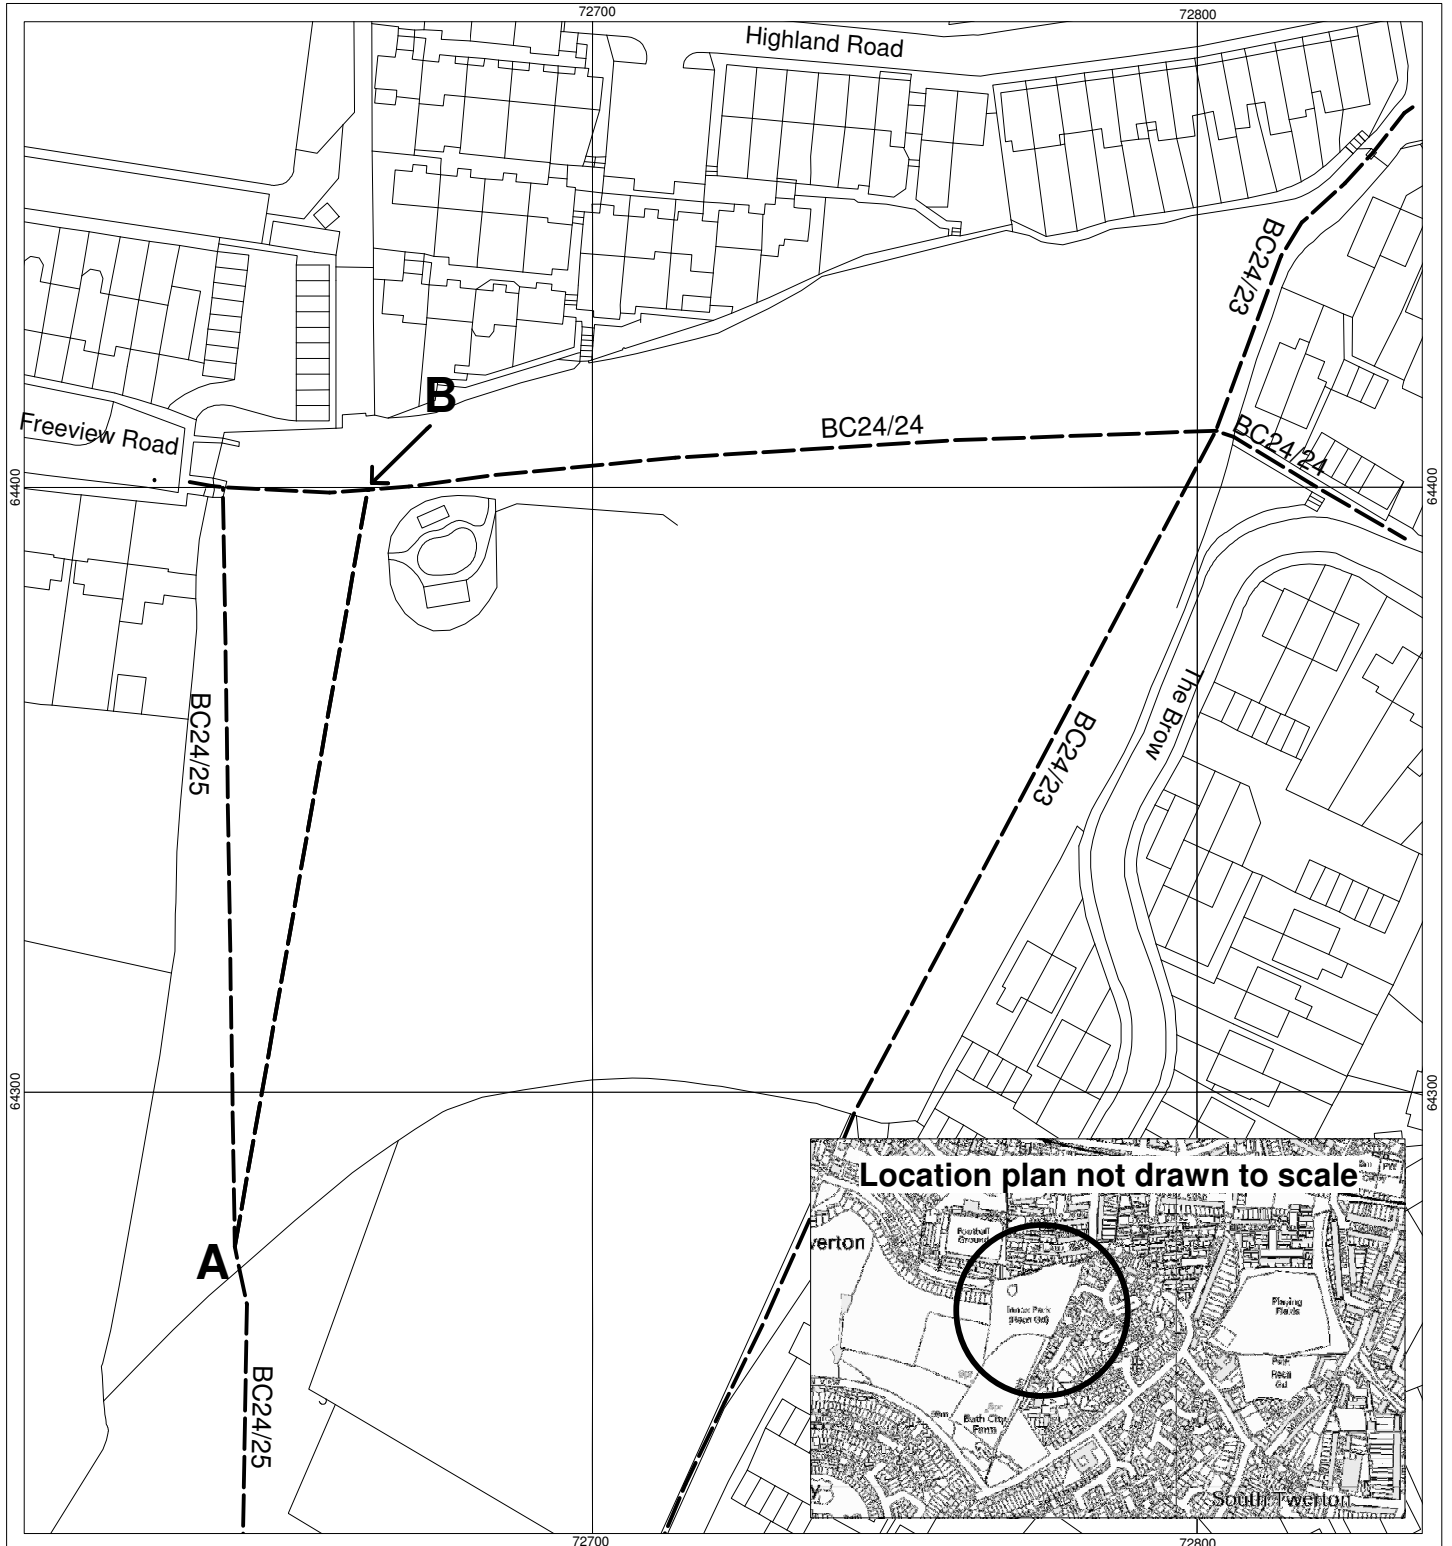 72700
72800
Highland Road
BC24/23
B
BC24/24
BC24/24
Freeview Road
64400
64400
BC24/25
The Brow
BC24/23
64300
64300
Location plan not drawn to scale
PW
verton
Football
Ground
Playing
Fields
A
BC24/25
Bath City
Farm
South Twerton
72700
72800